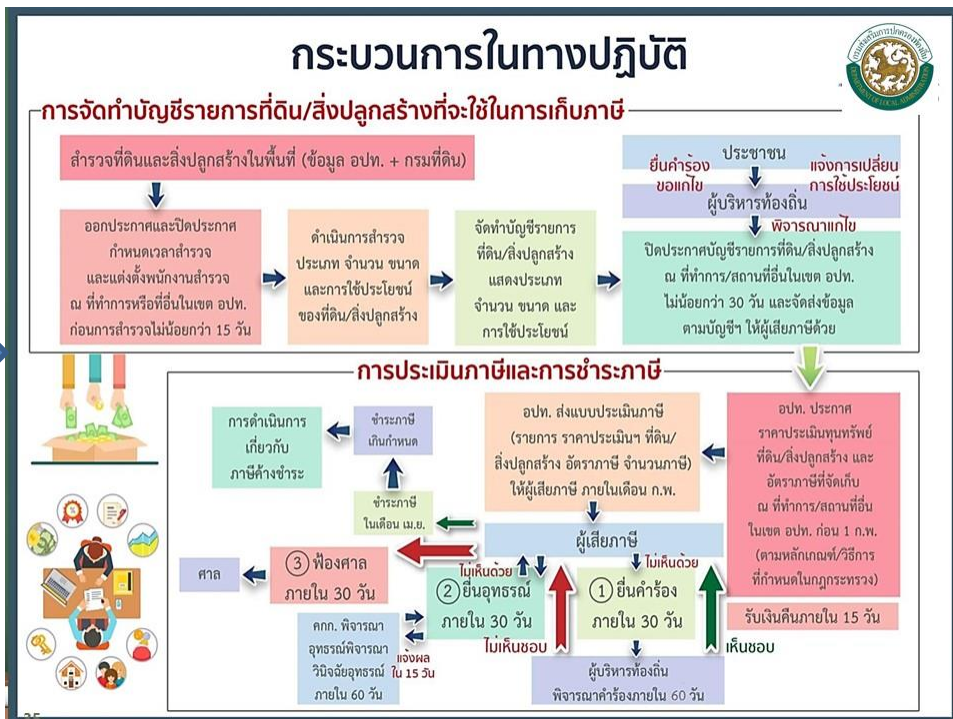 กระบวนการในทางปฏิบัติ
กรมส่งเสริมการปกครองท้องถิ่น
DEPARTMENT OF LOCAL ADMINISTRATION
การจัดทำบัญชีรายการที่ดิน/สิ่งปลูกสร้างที่จะใช้ในการเก็บภาษี
สำรวจที่ดินและสิ่งปลูกสร้างในพื้นที่ (ข้อมูล อปท. + กรมที่ดิน)
ออกประกาศและปิดประกาศ
กำหนดเวลาสำรวจ
และแต่งตั้งพนักงานสำรวจ
ณ ที่ทำการหรือที่อื่นในเขต อปท.
ก่อนการสำรวจไม่น้อยกว่า 15 วัน
ดำเนินการสำรวจ
ประเภท จำนวน ขนาด
และการใช้ประโยชน์
ของที่ดิน/สิ่งปลูกสร้าง
จัดทำบัญชีรายการ
ที่ดิน/สิ่งปลูกสร้าง
แสดงประเภท
จำนวน ขนาด และ
การใช้ประโยชน์
ประชาชน
ยื่นคำร้อง
ขอแก้ไข
แจ้งการเปลี่ยน
การใช้ประโยชน์
ผู้บริหารท้องถิ่น
พิจารณาแก้ไข
ปิดประกาศบัญชีรายการที่ดิน/สิ่งปลูกสร้าง
ณ ที่ทำการ/สถานที่อื่นในเขต อปท.
ไม่น้อยกว่า 30 วัน และจัดส่งข้อมูล
ตามบัญชีฯ ให้ผู้เสียภาษีด้วย
การประเมินภาษีและการชำระภาษี
อปท. ประกาศ
ราคาประเมินทุนทรัพย์
ที่ดิน/สิ่งปลูกสร้าง และ
อัตราภาษีที่จัดเก็บ
ณ ที่ทำการ/สถานที่อื่น
ในเขต อปท. ก่อน 1 ก.พ.
(ตามหลักเกณฑ์/วิธีการ
ที่กำหนดในกฎกระทรวง)
อปท. ส่งแบบประเมินภาษี
(รายการ ราคาประเมินฯ ที่ดิน/
สิ่งปลูกสร้าง อัตราภาษี จำนวนภาษี)
ให้ผู้เสียภาษี ภายในเดือน ก.พ.
ผู้เสียภาษี
ชำระภาษี
ในเดือน เม.ย.
ชำระภาษี
เกินกำหนด
การดำเนินการ
เกี่ยวกับ
ภาษีค้างชำระ
ไม่เห็นด้วย
1 ยื่นคำร้อง
ภายใน 30 วัน
ผู้บริหารท้องถิ่น
พิจารณาคำร้องภายใน 60 วัน
เห็นชอบ
รับเงินคืนภายใน 15 วัน
ไม่เห็นชอบ
ไม่เห็นด้วย
2 ยื่นอุทธรณ์
ภายใน 30 วัน
คกก. พิจารณา
อุทธรณ์พิจารณา
วินิจฉัยอุทธรณ์
ภายใน 60 วัน
แจ้งผล
ใน 15 วัน
3 ฟ้องศาล
ภายใน 30 วัน
ศาล